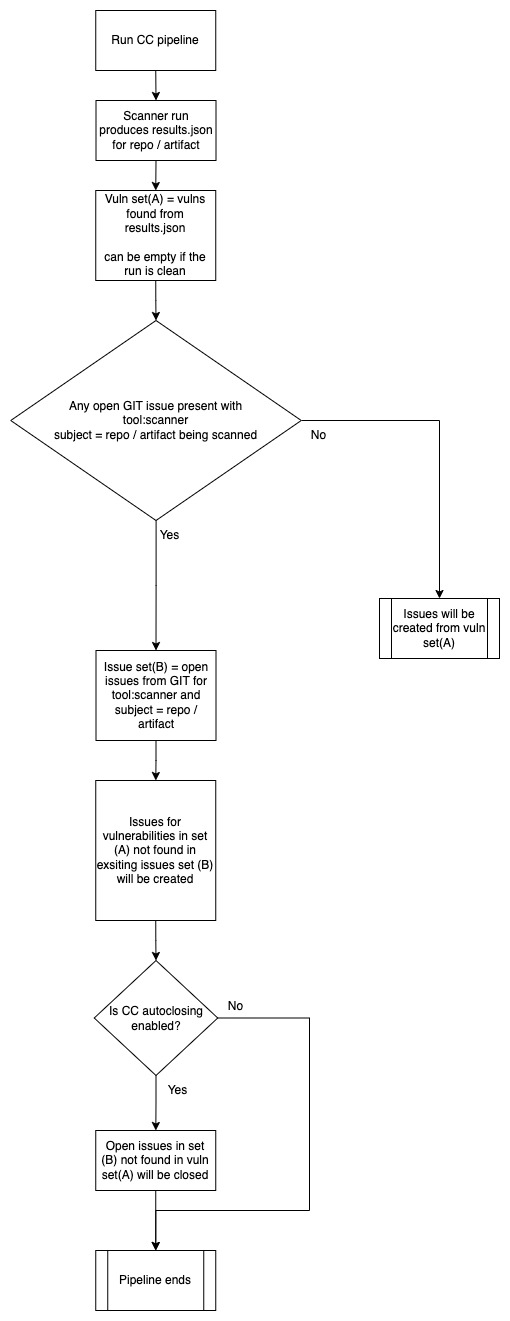 Run CC pipeline
Scanner run
produces results.json
for repo / artifact
Vuln set(A) = vulns
found from
results.json
can be empty if the
run is clean
Any open GIT issue present with
tool:scanner
subject = repo / artifact being scanned
No
Yes
Issues will be
created from vuln
set(A)
Issue set(B) = open
issues from GIT for
tool:scanner and
subject = repo /
artifact
Issues for
vulnerabilities in set
(A) not found in
exsiting issues set (B)
will be created
Is CC autoclosing
enabled?
No
Yes
Open issues in set
(B) not found in vuln
set(A) will be closed
Pipeline ends